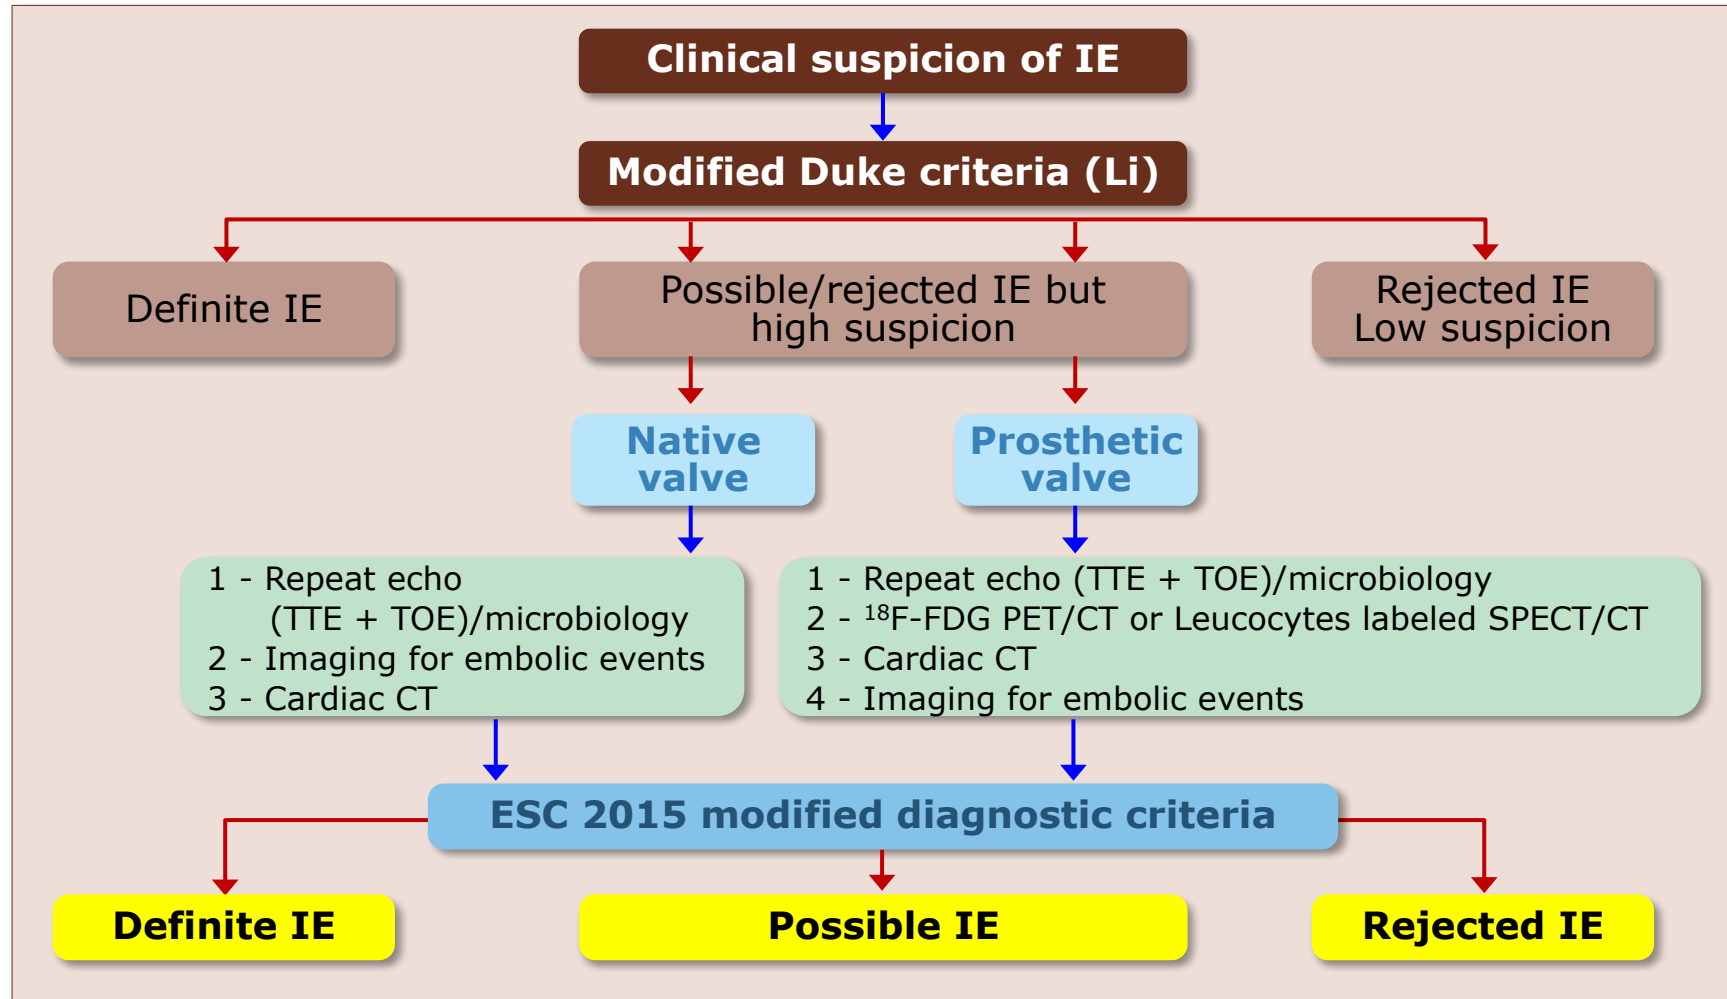 Clinical suspicion of IE
Modified Duke criteria (Li)
Definite IE
Possible/rejected IE but
high suspicion
Rejected IE
Low suspicion
Native
valve
Prosthetic
valve
1 - Repeat echo
(TTE + TOE)/microbiology
2 - Imaging for embolic events
3 - Cardiac CT
1 - Repeat echo (TTE + TOE)/microbiology
2 - ¹⁸F-FDG PET/CT or Leucocytes labeled SPECT/CT
3 - Cardiac CT
4 - Imaging for embolic events
ESC 2015 modified diagnostic criteria
Definite IE
Possible IE
Rejected IE